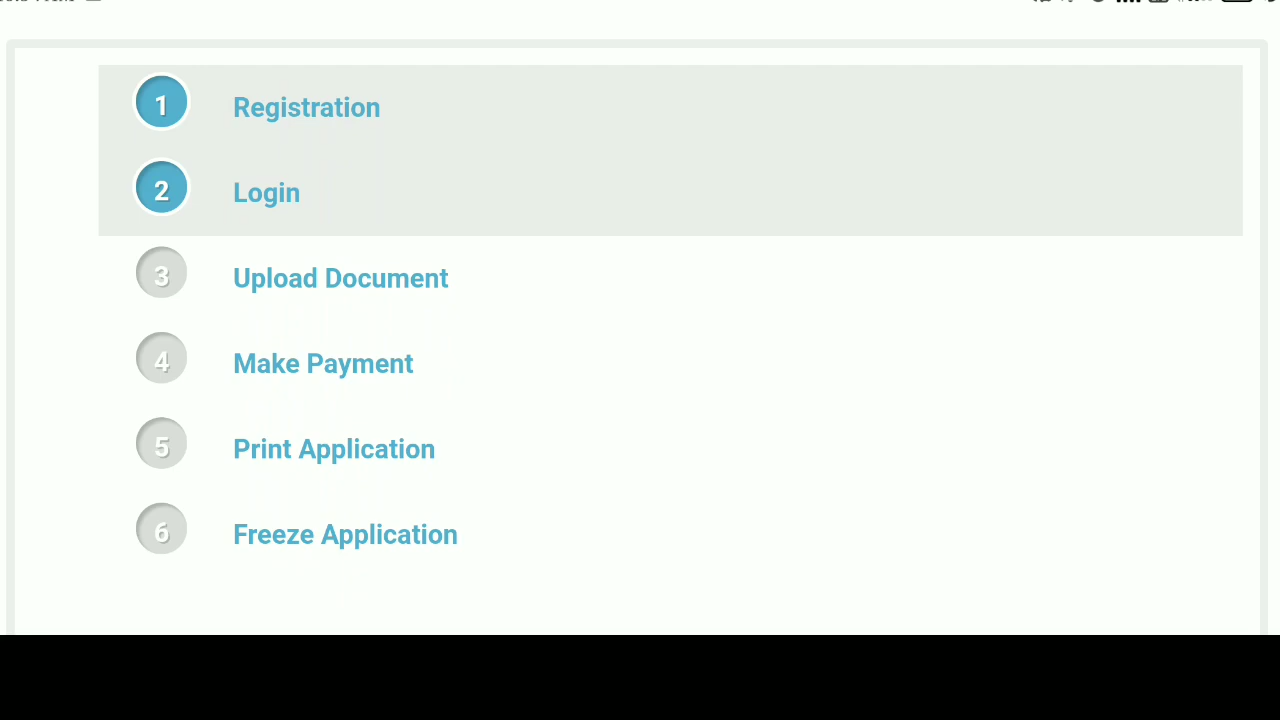 1 Registration
2 Login
3 Upload Document
4 Make Payment
5 Print Application
6 Freeze Application